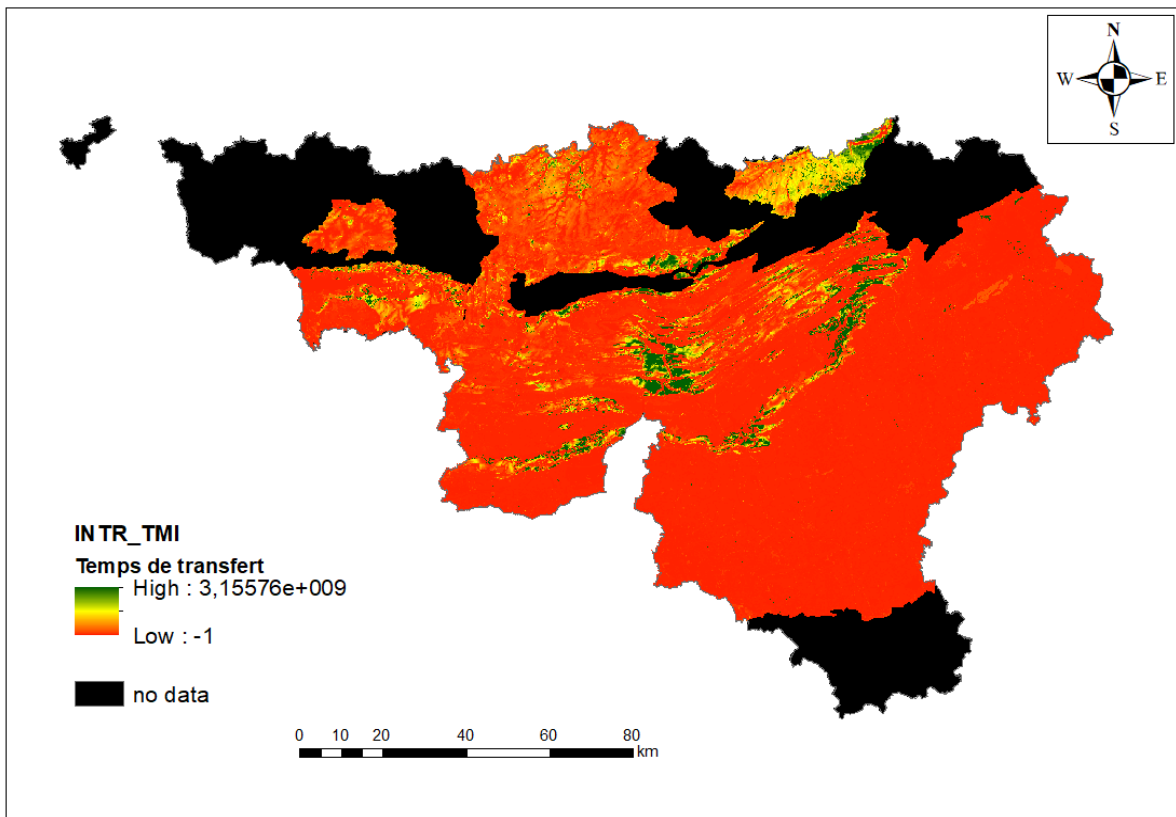 N
W E
S
INTR_TMI
Temps de transfert
High : 3,15576e+009
Low : -1
no data
0 10 20 40 60 80
km